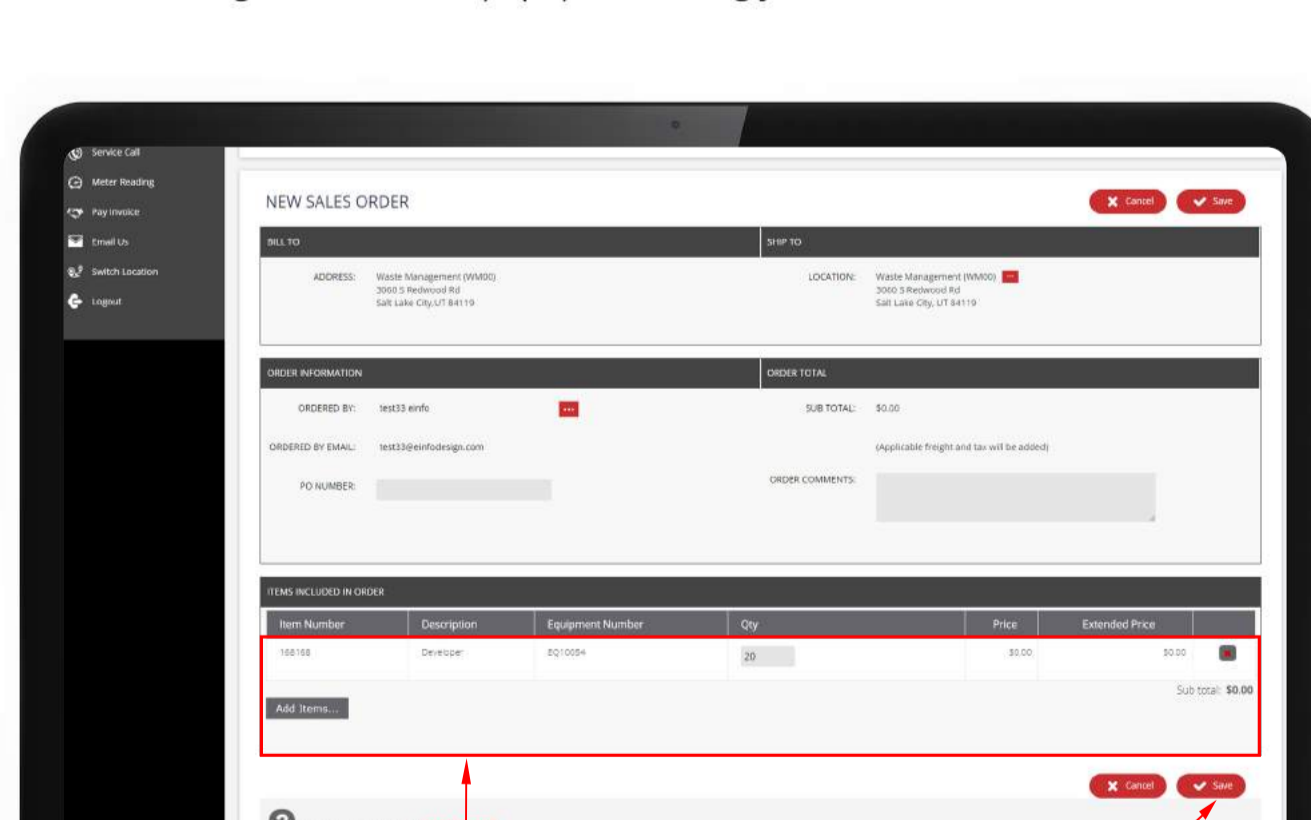 Service Call
Meter Reading
Pay Invoice
Email Us
Switch Location
Logout
NEW SALES ORDER
Cancel
Save
BILL TO
SHIP TO
ADDRESS: Waste Management (WM00)
3060 S Redwood Rd
Salt Lake City,UT 84119
LOCATION: Waste Management (WM00)
3060 S Redwood Rd
Salt Lake City, UT 84119
ORDER INFORMATION
ORDER TOTAL
ORDERED BY: test33 einfo
SUB TOTAL: $0.00
ORDERED BY EMAIL: test33@einfodesign.com
(Applicable freight and tax will be added)
PO NUMBER:
ORDER COMMENTS:
ITEMS INCLUDED IN ORDER
Item Number Description Equipment Number Qty Price Extended Price
168168 Developer EQ10054 20 $0.00 $0.00
Sub total: $0.00
Add Items...
Cancel
Save